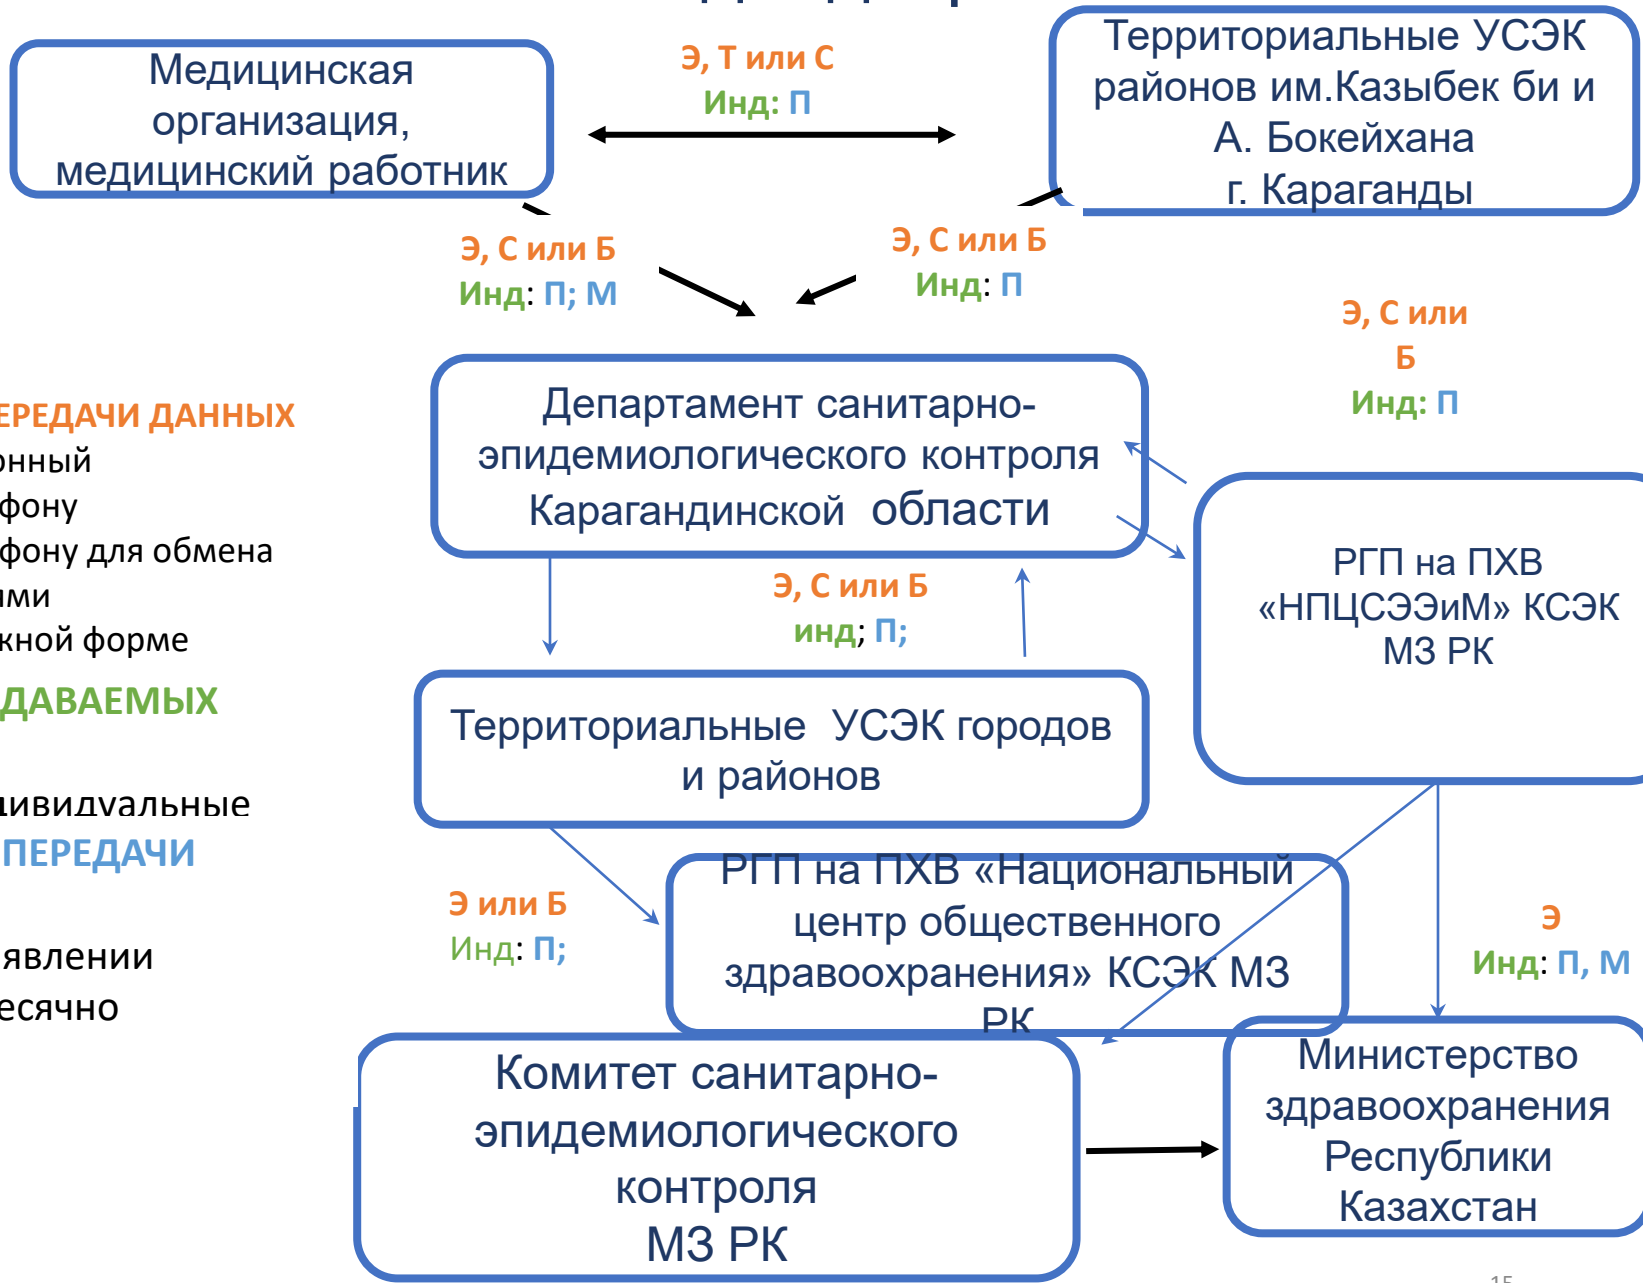 Медицинская
организация,
медицинский работник
Э, Т или С
Инд: П
Территориальные УСЭК
районов им.Казыбек би и
А. Бокейхана
г. Караганды
Э, С или Б
Инд: П; М
Э, С или Б
Инд: П
Э, С или
Б
Инд: П
ЕРЕДАЧИ ДАННЫХ
онный
фону
фону для обмена
ими
жной форме
ДАВАЕМЫХ
дивидуальные
ПЕРЕДАЧИ
явлении
есячно
Департамент санитарно-
эпидемиологического контроля
Карагандинской области
Э, С или Б
инд; П;
РГП на ПХВ
«НПЦСЭЭиМ» КСЭК
МЗ РК
Территориальные УСЭК городов
и районов
Э или Б
Инд: П;
РГП на ПХВ «Национальный
центр общественного
здравоохранения» КСЭК МЗ
РК
Э
Инд: П, М
Комитет санитарно-
эпидемиологического
контроля
МЗ РК
Министерство
здравоохранения
Республики
Казахстан
15